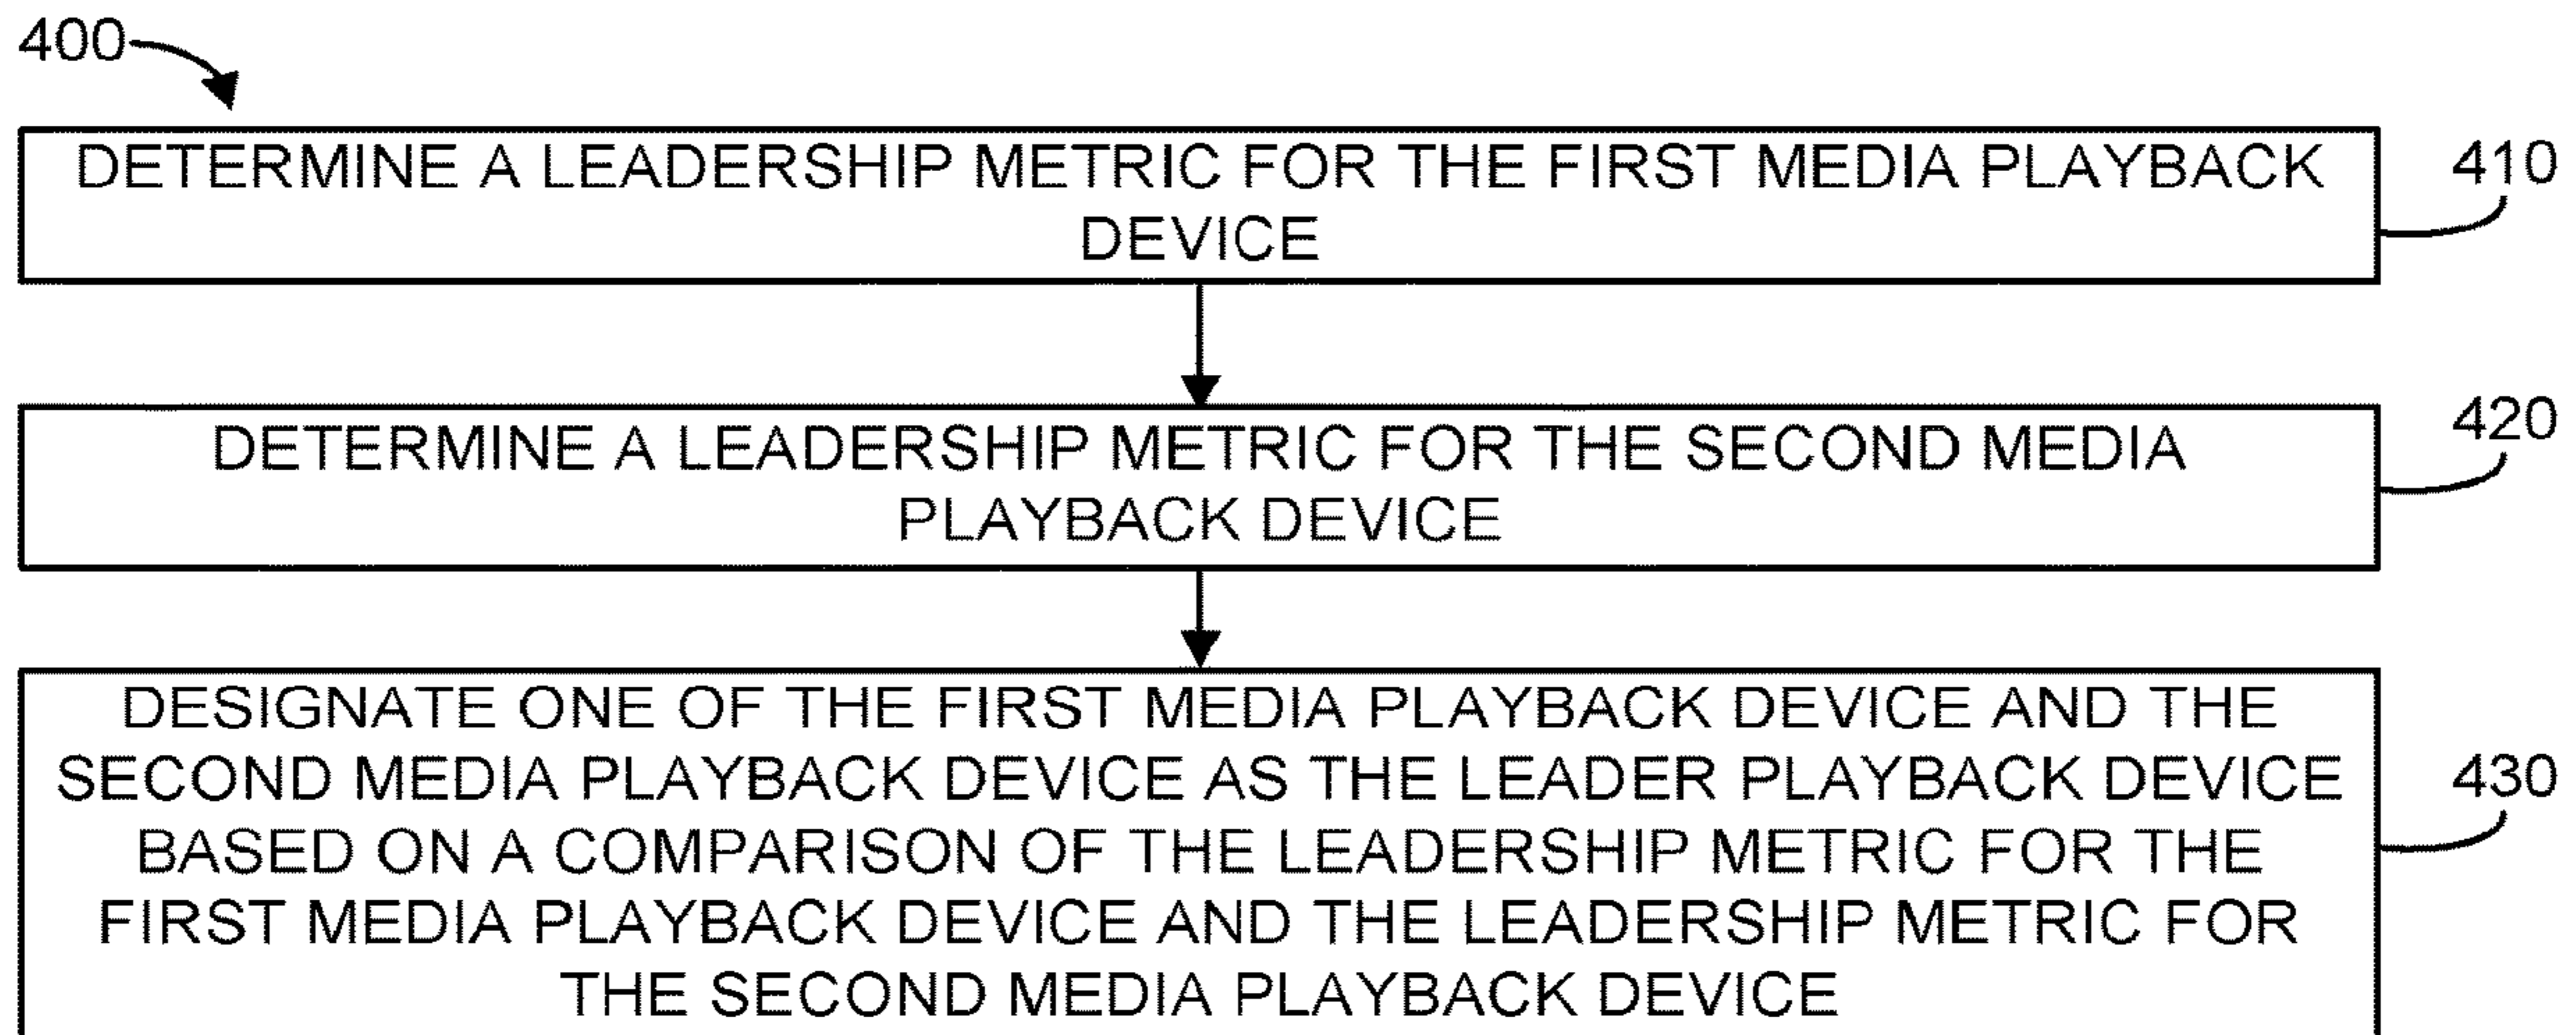 400
DETERMINE A LEADERSHIP METRIC FOR THE FIRST MEDIA PLAYBACK
DEVICE
410
DETERMINE A LEADERSHIP METRIC FOR THE SECOND MEDIA
PLAYBACK DEVICE
420
DESIGNATE ONE OF THE FIRST MEDIA PLAYBACK DEVICE AND THE
SECOND MEDIA PLAYBACK DEVICE AS THE LEADER PLAYBACK DEVICE
BASED ON A COMPARISON OF THE LEADERSHIP METRIC FOR THE
FIRST MEDIA PLAYBACK DEVICE AND THE LEADERSHIP METRIC FOR
THE SECOND MEDIA PLAYBACK DEVICE
430